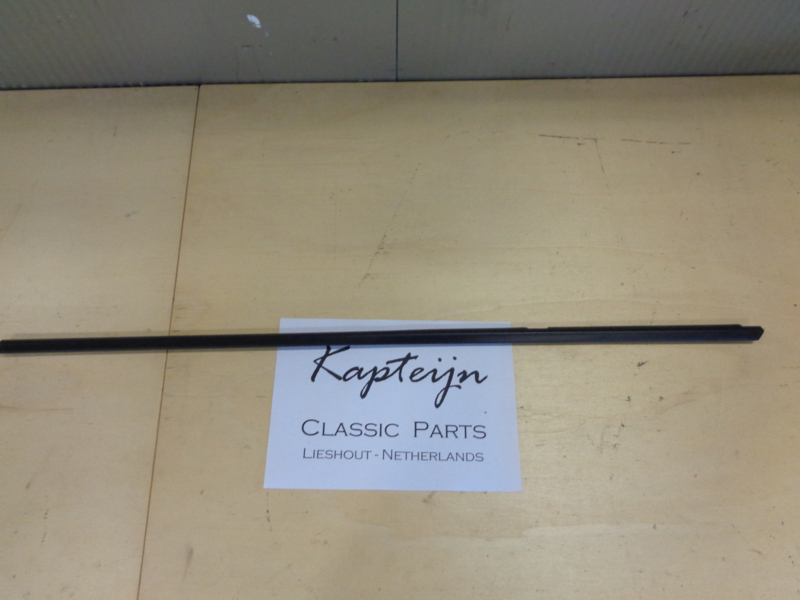 Kapteijn
CLASSIC PARTS
LIESHOUT - NETHERLANDS